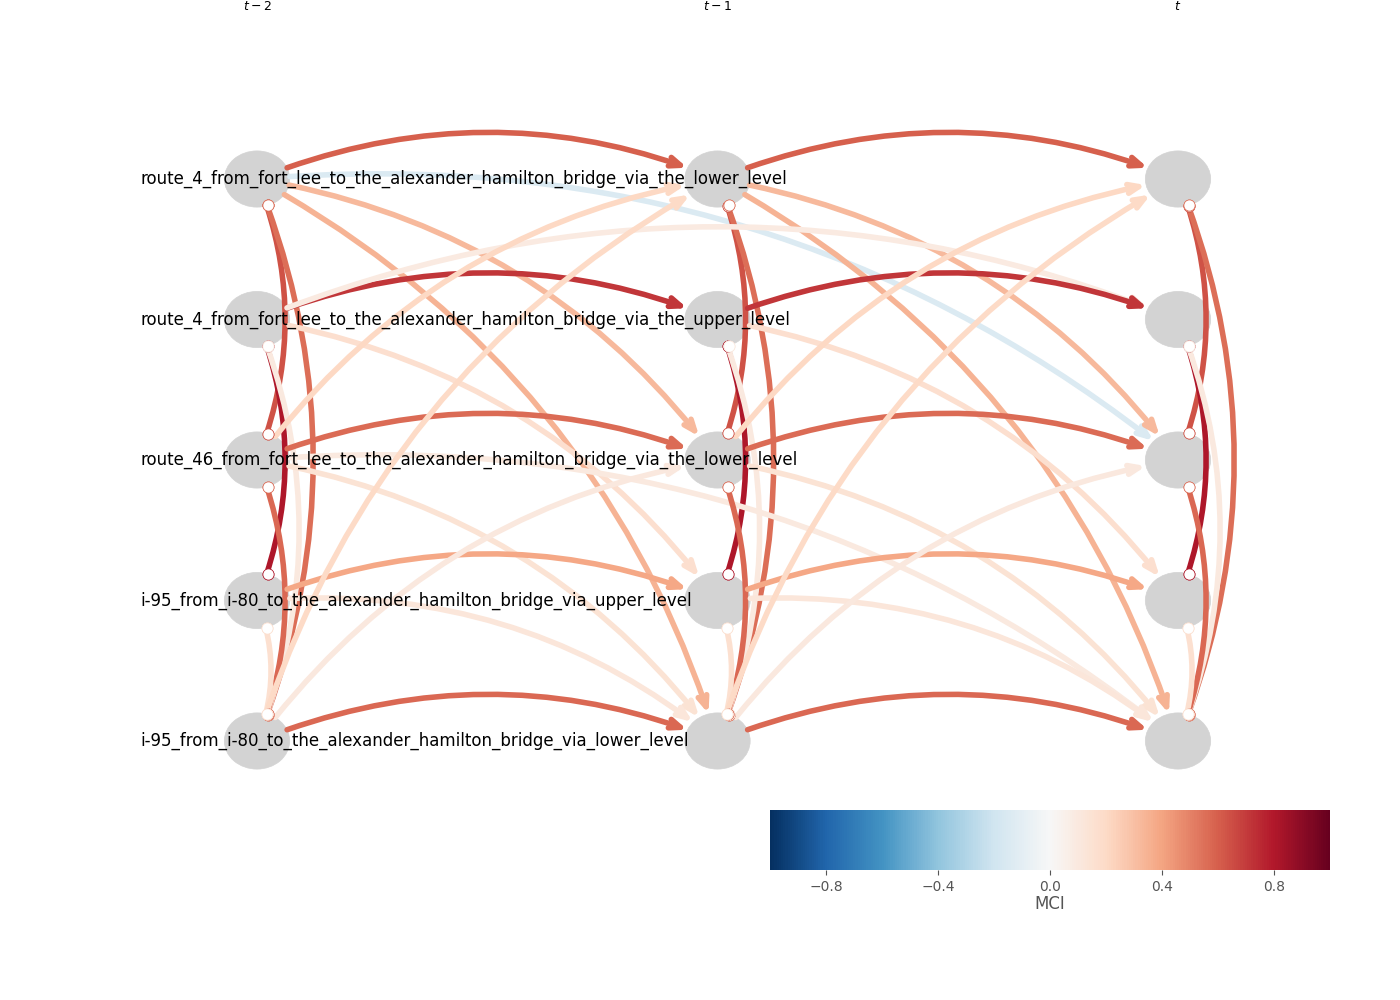 t − 2 t − 1 t
route_4_from_fort_lee_to_the_alexander_hamilton_bridge_via_the_lower_level
route_4_from_fort_lee_to_the_alexander_hamilton_bridge_via_the_upper_level
route_46_from_fort_lee_to_the_alexander_hamilton_bridge_via_the_lower_level
i-95_from_i-80_to_the_alexander_hamilton_bridge_via_upper_level
i-95_from_i-80_to_the_alexander_hamilton_bridge_via_lower_level
−0.8 −0.4 0.0 0.4 0.8
MCI